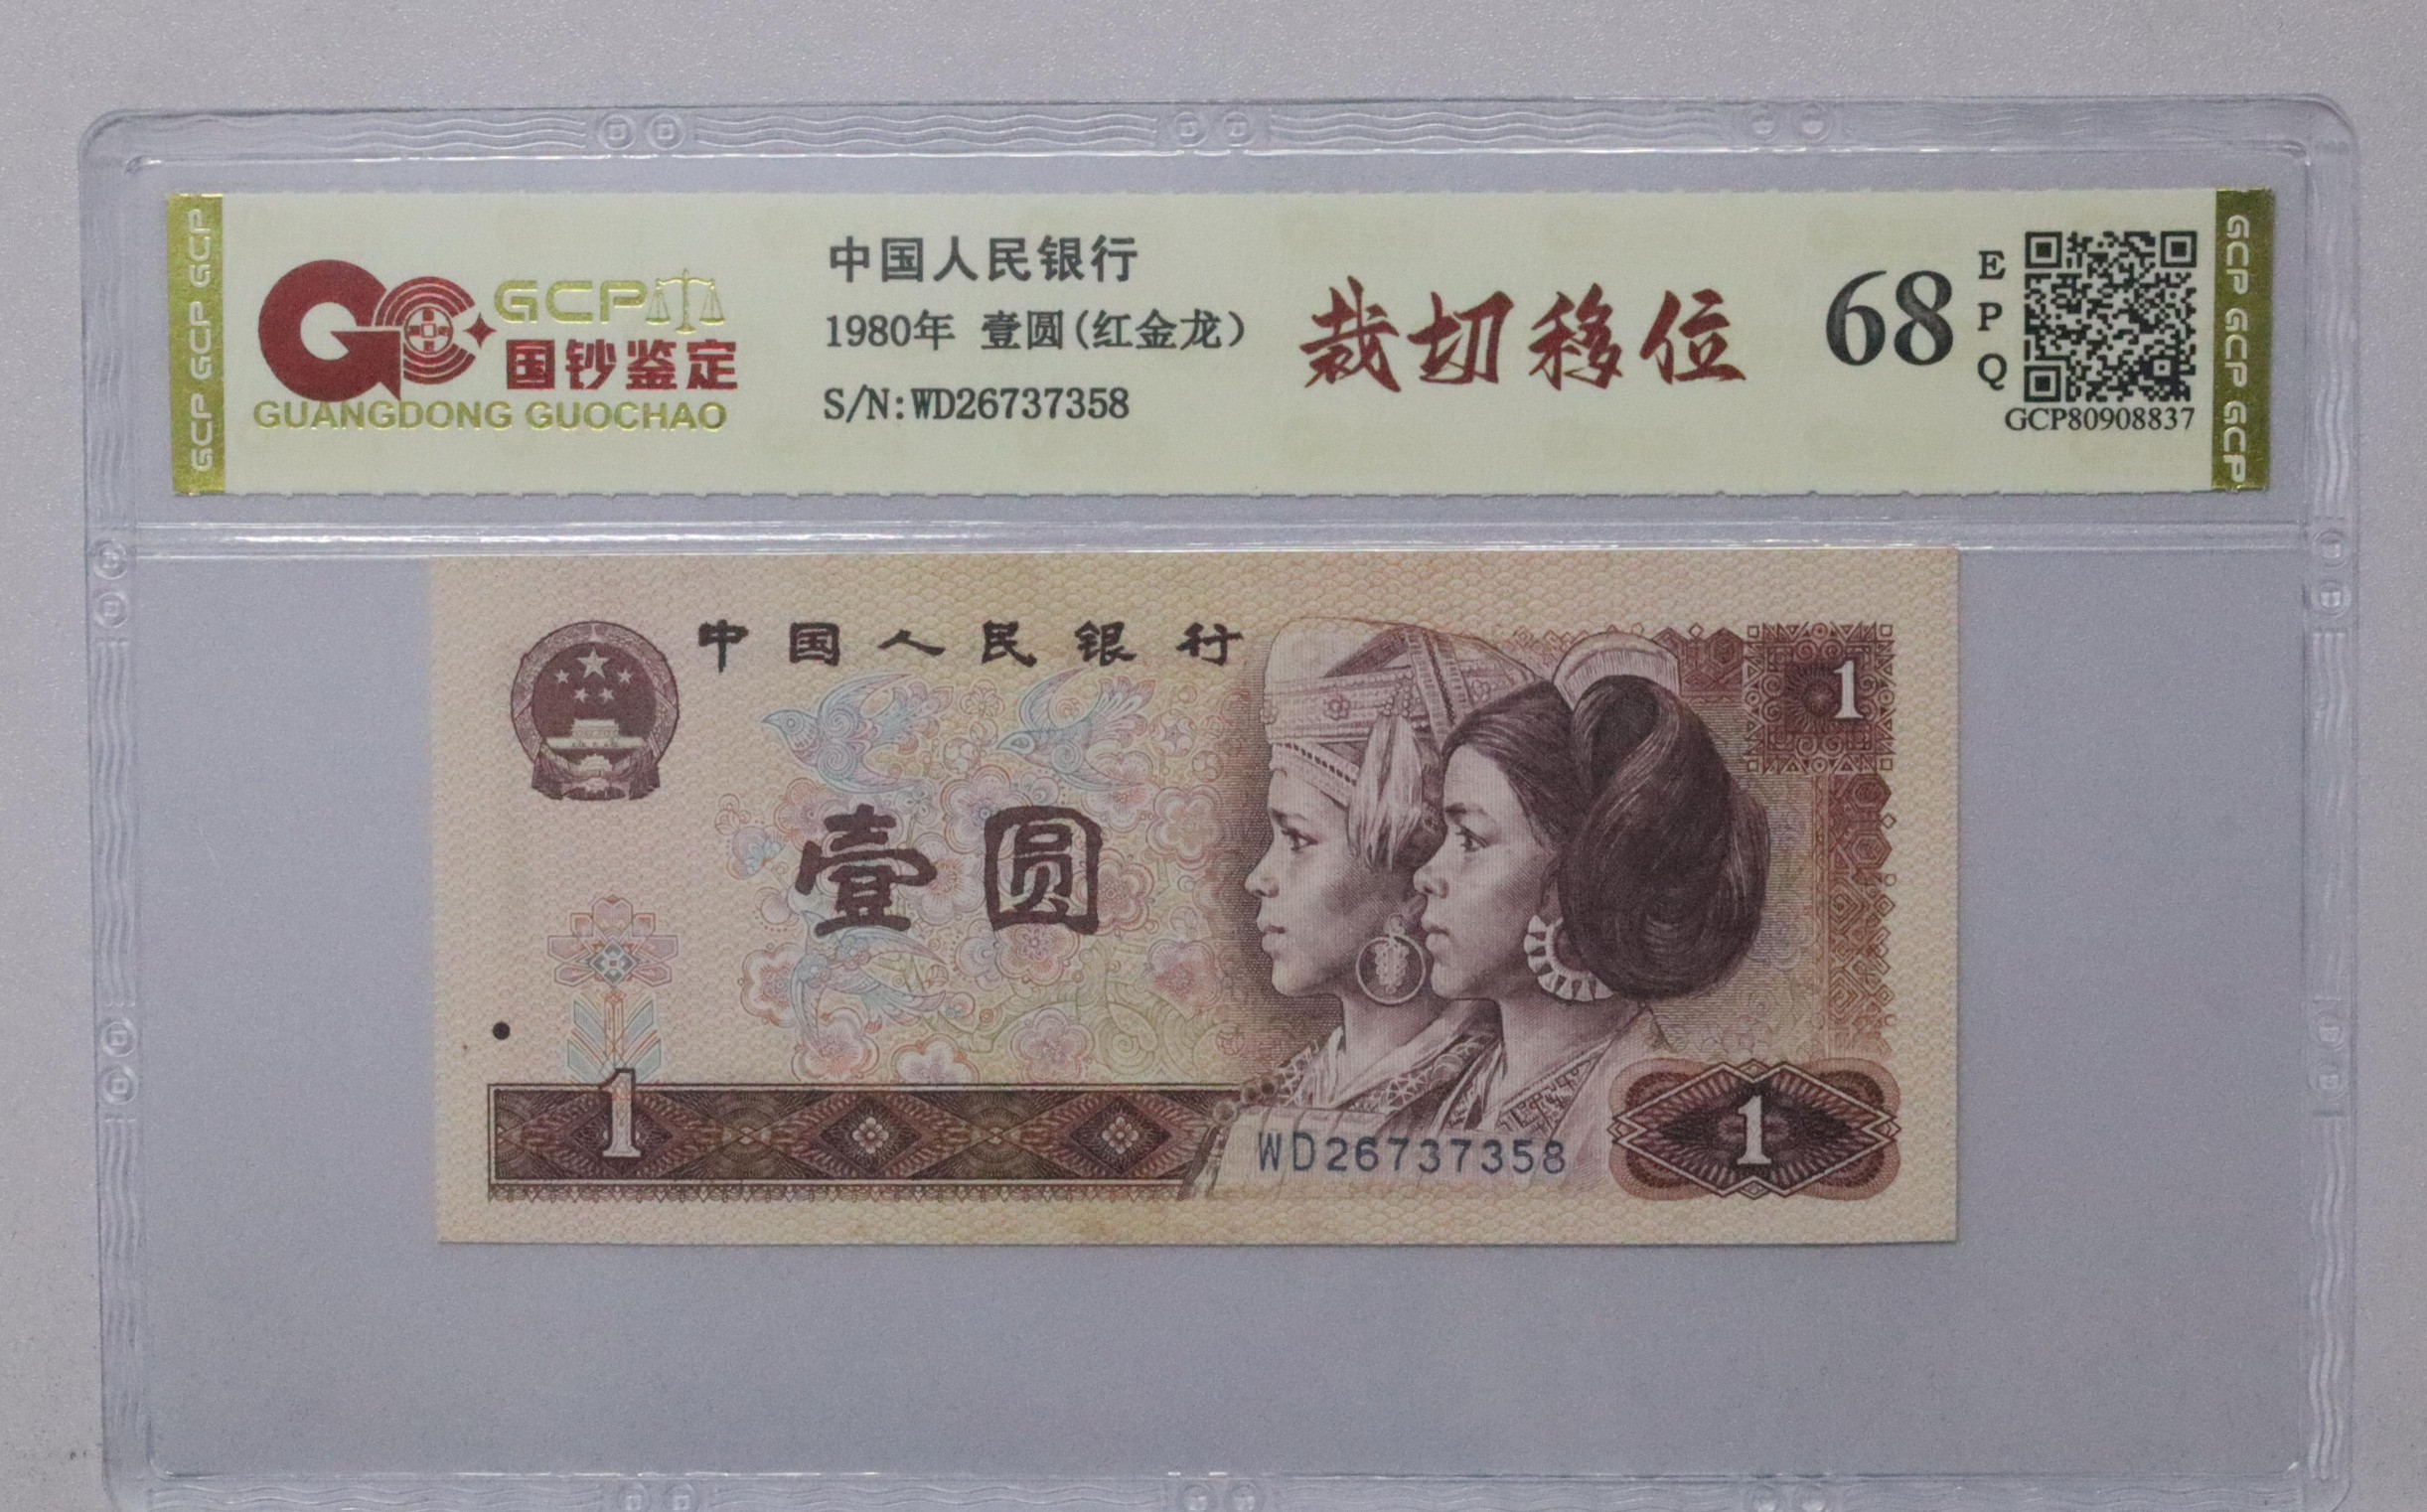 GCP GCP GCP
GCP
国钞鉴定
GUANGDONG GUOCHAO
中国人民银行
1980年 壹圆(红金龙)
S/N:WD26737358
裁切移位
68
E
P
Q
GCP80908837
GCP GCP GCP GCP
中国人民银行
1
壹圆
1
WD26737358
1